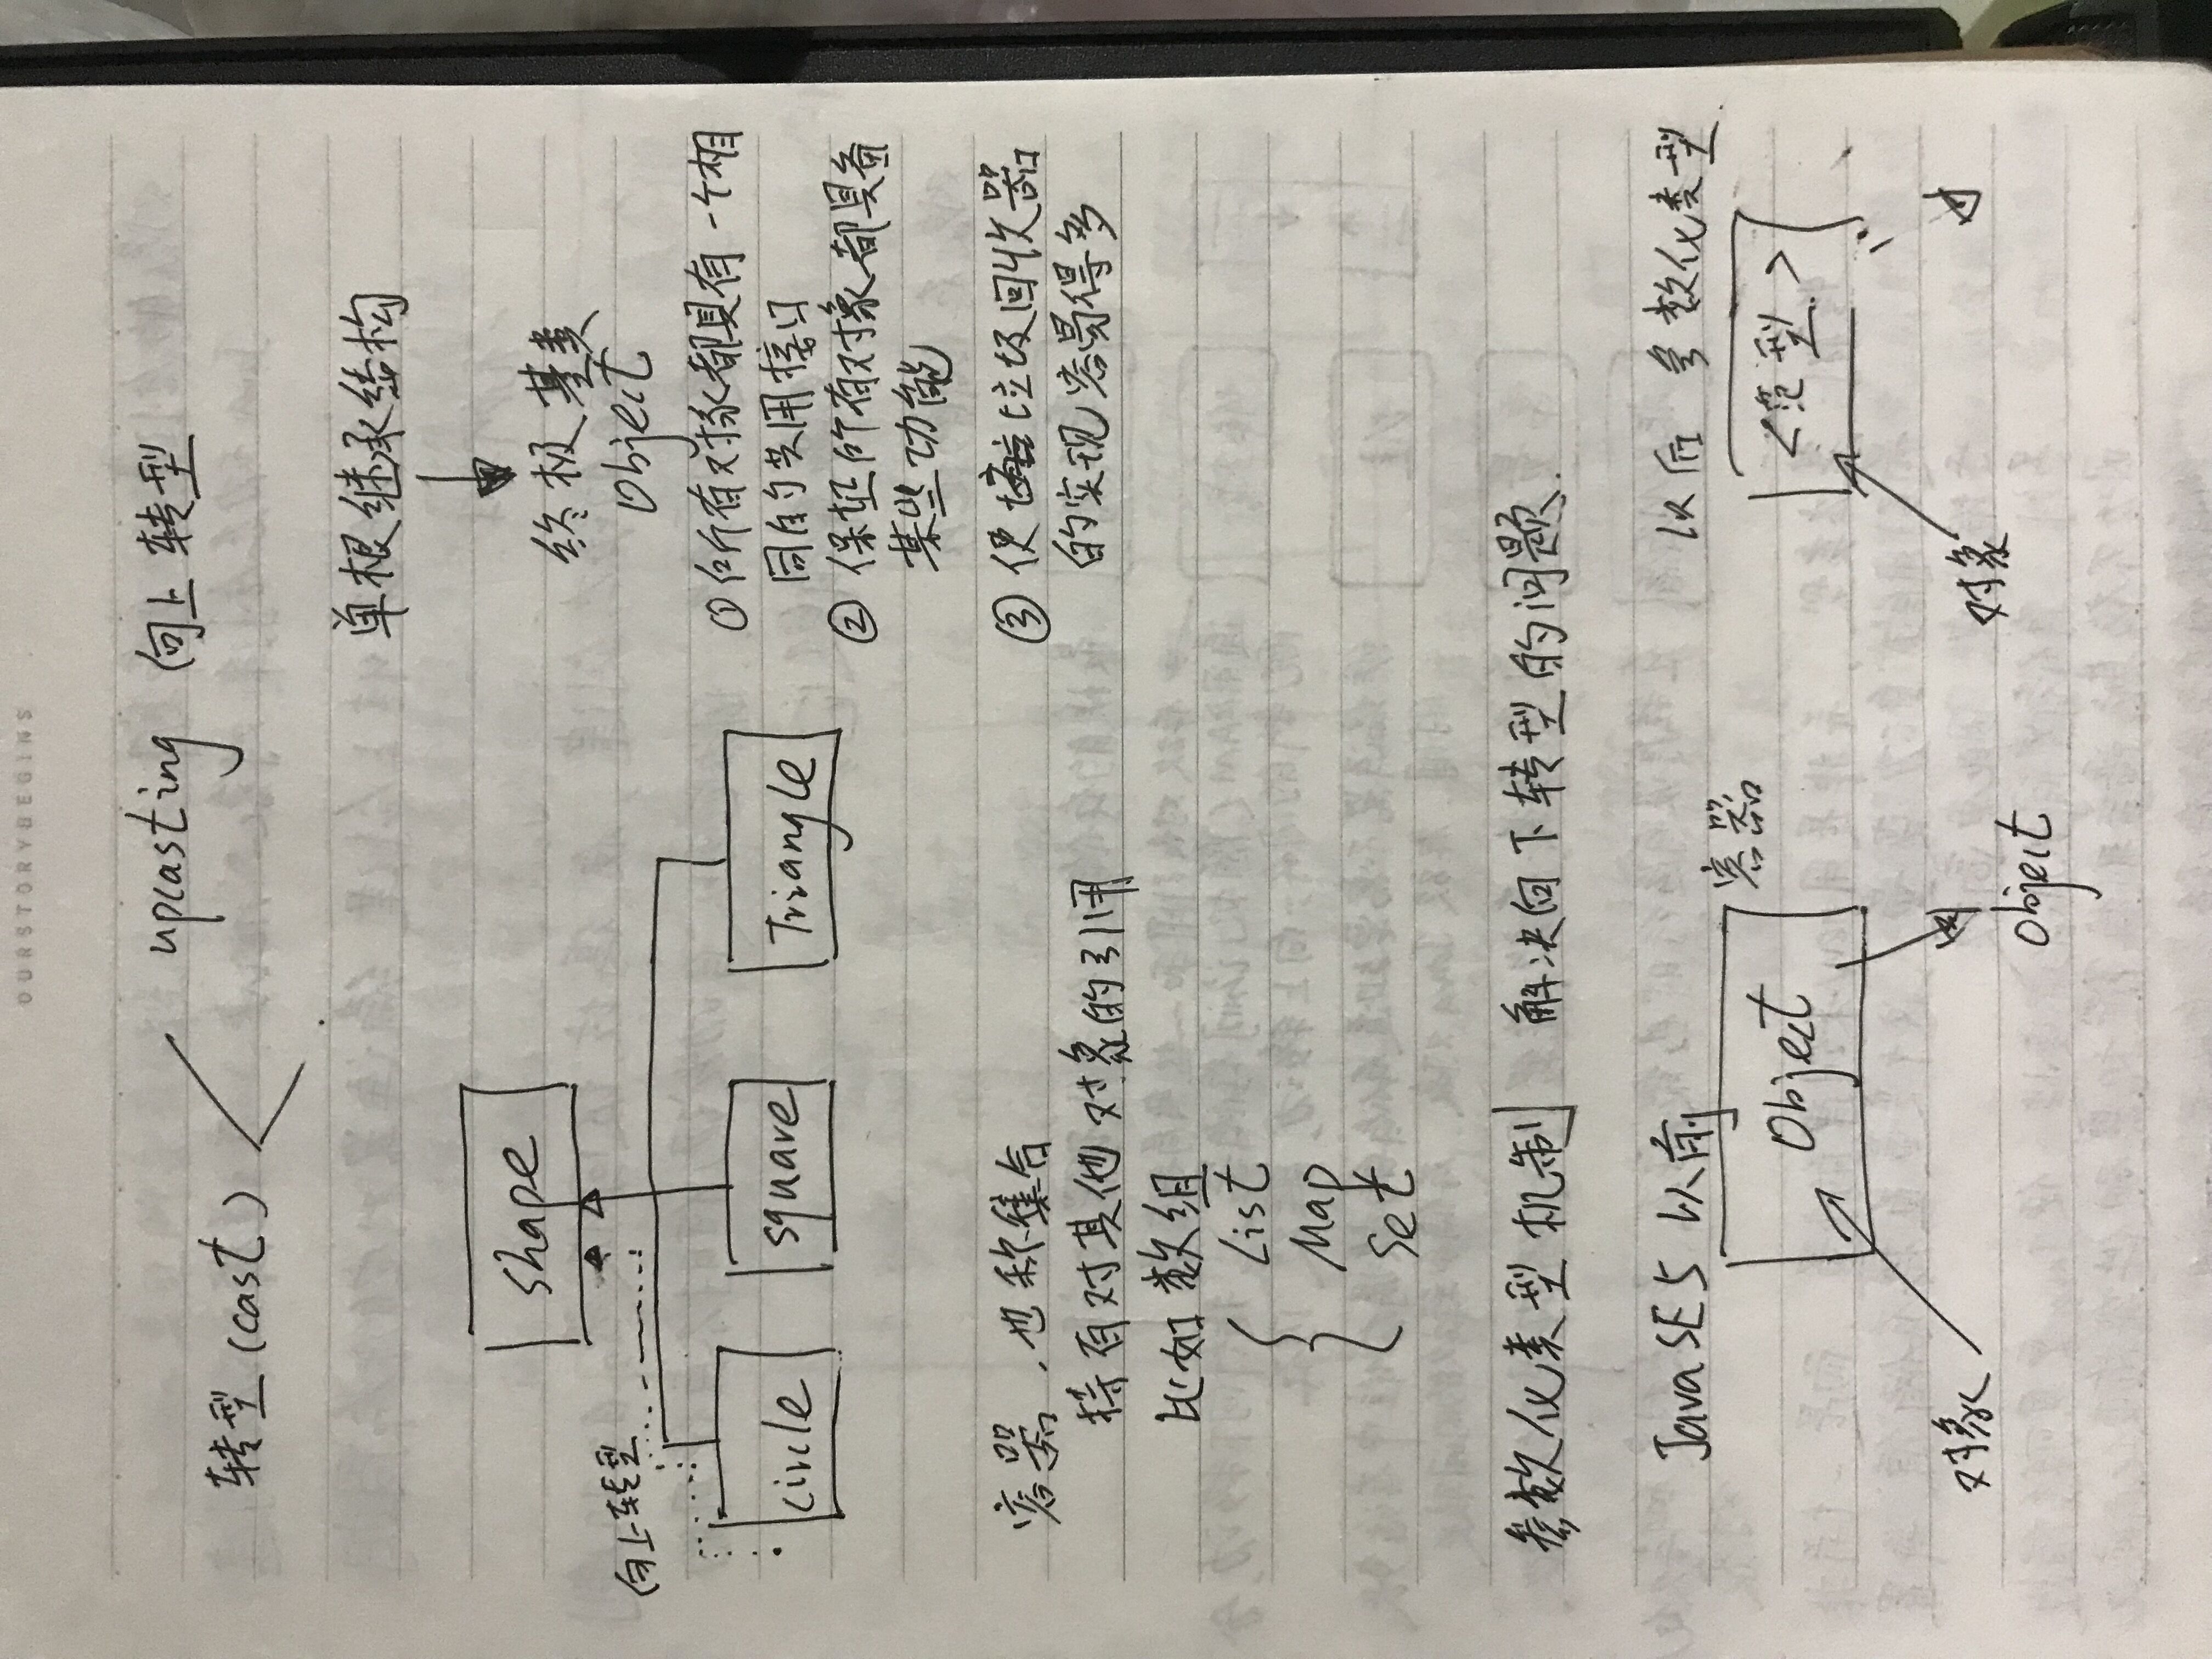 OURSTORYBEGINS
upcasting 向上转型
转型(cast)
单根继承结构
shape
终极基类
Object
向上转型
circle
square
Triangle
① 所有对象都具有一个相
同的共用接口
② 保证所有对象都具备
某些功能
③ 使垃圾回收器
的实现容易得多
容器,也称集合
持有对其他对象的引用
比如数组
List
Map
Set
参数化类型机制 解决向下转型的问题.
Java SE5 以前
容器
Object
对象
Object
以后 参数化类型
<范型>
对象